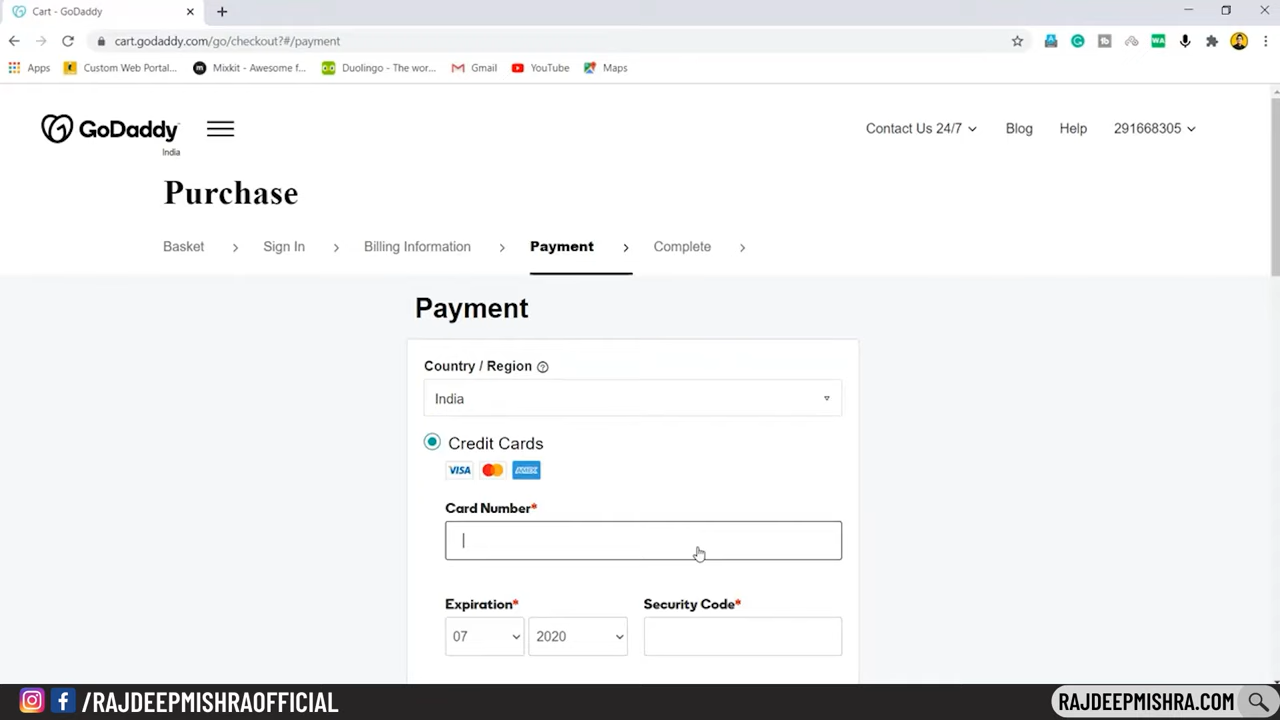 Cart - GoDaddy
cart.godaddy.com/go/checkout?#/payment
Apps Custom Web Portal... Mixkit - Awesome f... Duolingo - The wor... Gmail YouTube Maps
GoDaddy
India
Contact Us 24/7 Blog Help 291668305
Purchase
Basket > Sign In > Billing Information > Payment > Complete >
Payment
Country / Region ?
India
Credit Cards
VISA AMEX
Card Number*
Expiration* Security Code*
07 2020
/RAJDEEPMISHRAOFFICIAL RAJDEEPMISHRA.COM